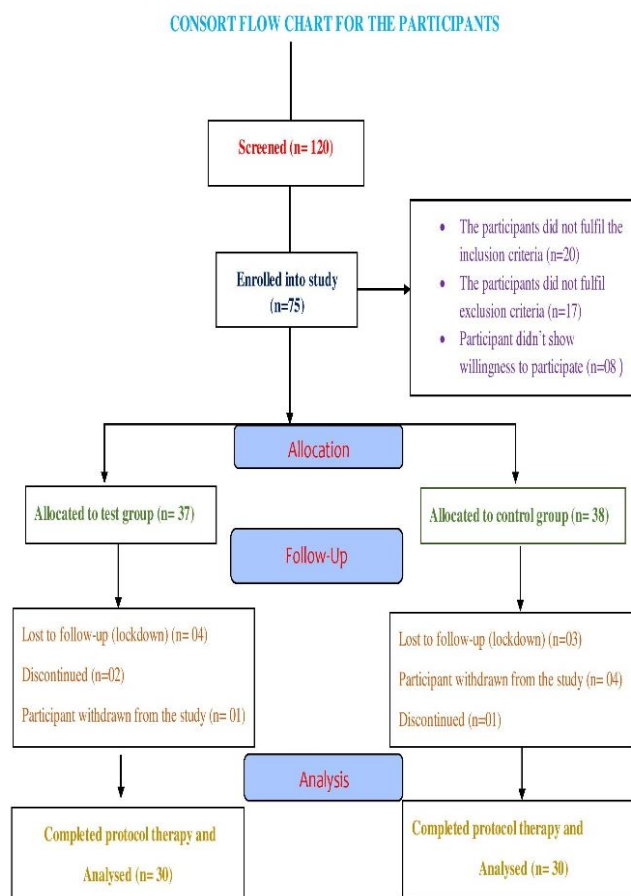 CONSORT FLOW CHART FOR THE PARTICIPANTS
Screened (n= 120)
• The participants did not fulfil the
inclusion criteria (n=20)
• The participants did not fulfil
exclusion criteria (n=17)
• Participant didn't show
willingness to participate (n=08 )
Enrolled into study
(n=75)
Allocation
Allocated to test group (n= 37)
Allocated to control group (n= 38)
Follow-Up
Lost to follow-up (lockdown) (n= 04)
Discontinued (n=02)
Participant withdrawn from the study (n= 01)
Lost to follow-up (lockdown) (n=03)
Participant withdrawn from the study (n= 04)
Discontinued (n=01)
Analysis
Completed protocol therapy and
Analysed (n= 30)
Completed protocol therapy and
Analysed (n= 30)